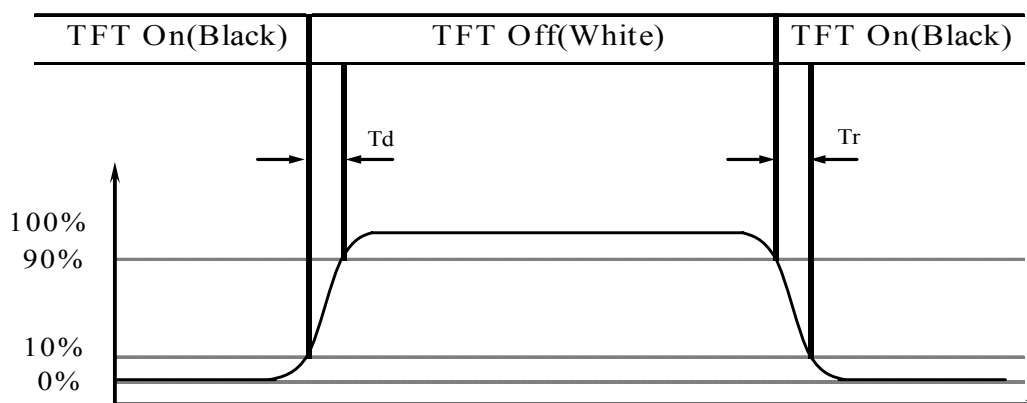 TFT On(Black) TFT Off(White) TFT On(Black)
Td Tr
100%
90%
10%
0%